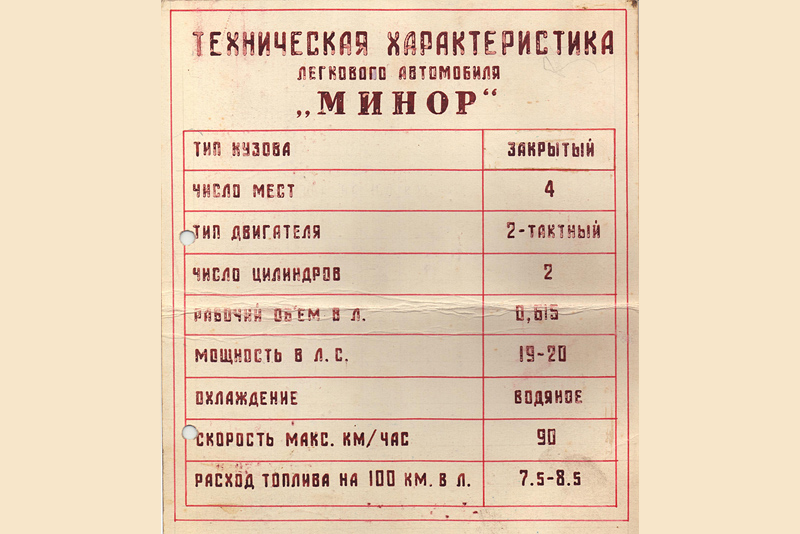 ТЕХНИЧЕСКАЯ ХАРАКТЕРИСТИКА
ЛЕГКОВОГО АВТОМОБИЛЯ
„МИНОР“
ТИП КУЗОВА ЗАКРЫТЫЙ
ЧИСЛО МЕСТ 4
ТИП ДВИГАТЕЛЯ 2-ТАКТНЫЙ
ЧИСЛО ЦИЛИНДРОВ 2
РАБОЧИЙ ОБ'ЕМ В Л. 0,615
МОЩНОСТЬ В Л.С. 19-20
ОХЛАЖДЕНИЕ ВОДЯНОЕ
СКОРОСТЬ МАКС. КМ/ЧАС 90
РАСХОД ТОПЛИВА НА 100 КМ. В Л. 7.5-8.5